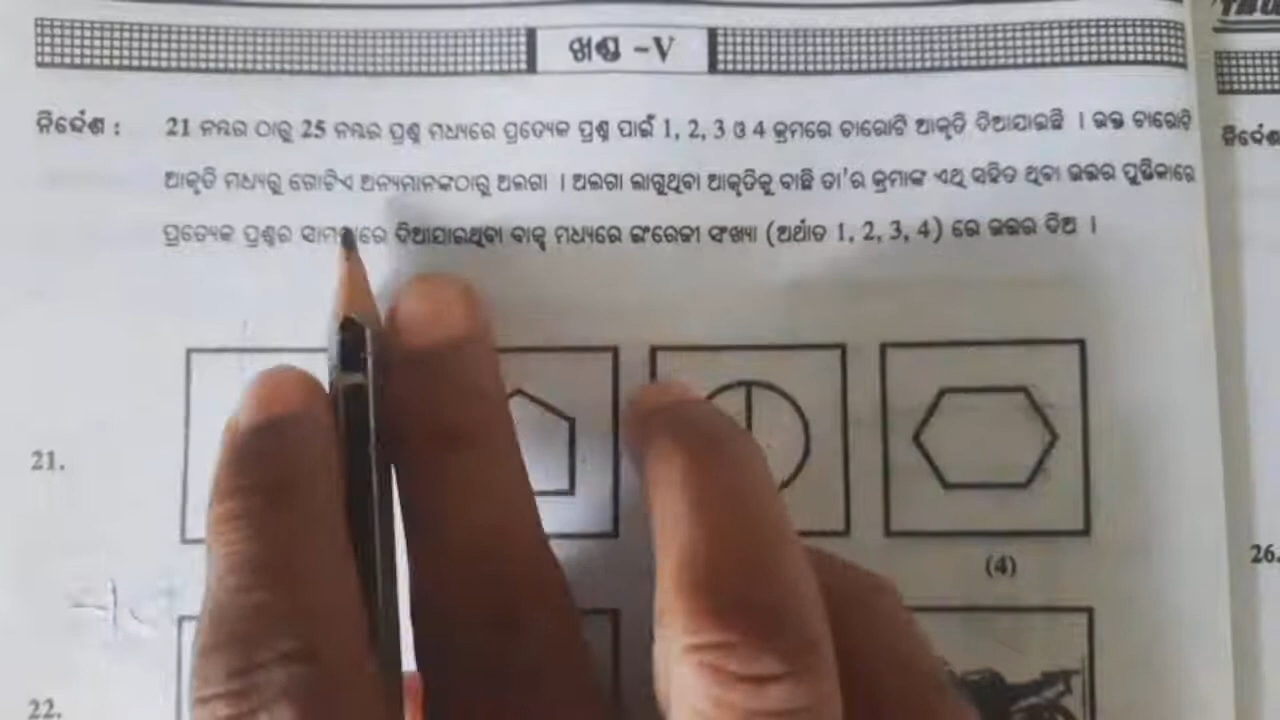 ଖଣ୍ଡ -V
ନିର୍ଦ୍ଦେଶ : 21 ନମ୍ବର ଠାରୁ 25 ନମ୍ବର ପ୍ରଶ୍ନ ମଧ୍ୟରେ ପ୍ରତ୍ୟେକ ପ୍ରଶ୍ନ ପାଇଁ 1, 2, 3 ଓ 4 କ୍ରମରେ ଚାରୋଟି ଆକୃତି ଦିଆଯାଇଛି । ଉକ୍ତ ଚାରୋଟି
ଆକୃତି ମଧ୍ୟରୁ ଗୋଟିଏ ଅନ୍ୟମାନଙ୍କଠାରୁ ଅଲଗା । ଅଲଗା ଲାଗୁଥିବା ଆକୃତିକୁ ବାଛି ତା'ର କ୍ରମାଙ୍କ ଏଥି ସହିତ ଥିବା ଉତ୍ତର ପୁସ୍ତିକାରେ
ପ୍ରତ୍ୟେକ ପ୍ରଶ୍ନର ଦିଆଯାଇଥିବା ବାକ୍ସ ମଧ୍ୟରେ ଇଂରେଜୀ ସଂଖ୍ୟା (ଅର୍ଥାତ 1, 2, 3, 4) ରେ ଉତ୍ତର ଦିଅ ।
ନିର୍ଦ୍ଦେଶ
21.
(4)
26.
22.